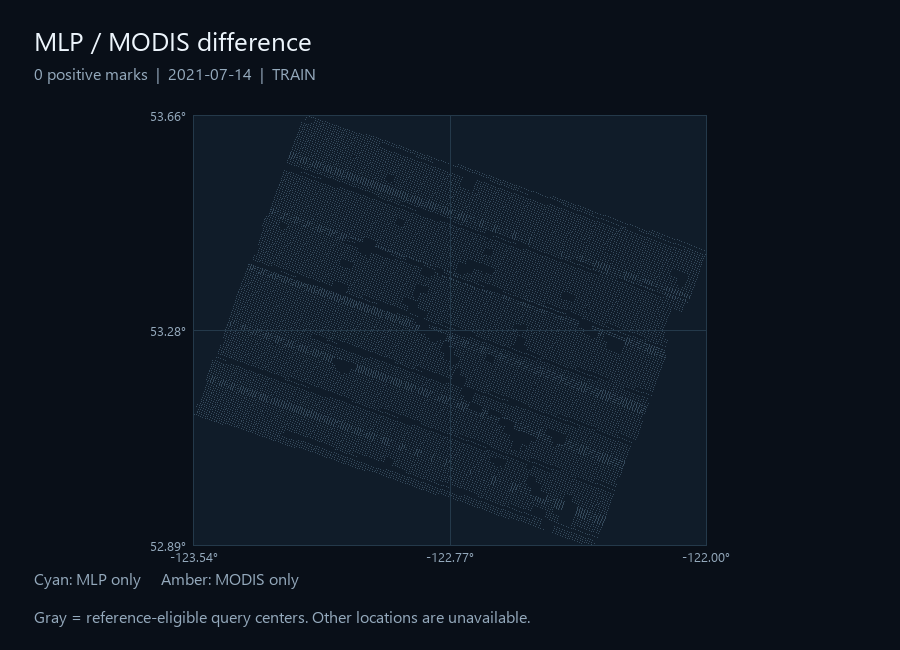 MLP / MODIS difference
0 positive marks | 2021-07-14 | TRAIN
53.66°
53.28°
52.89°
-123.54° -122.77° -122.00°
Cyan: MLP only Amber: MODIS only
Gray = reference-eligible query centers. Other locations are unavailable.